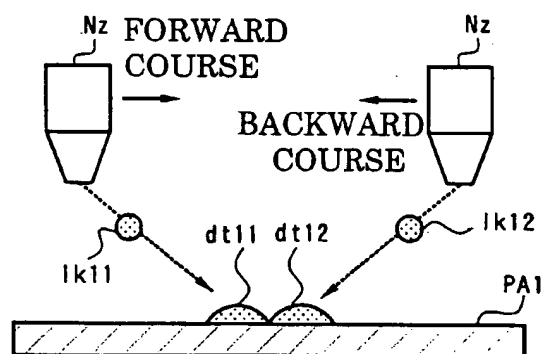 Nz
Nz
FORWARD
COURSE
BACKWARD
COURSE
dt11 dt12
Ik11
Ik12
PA1